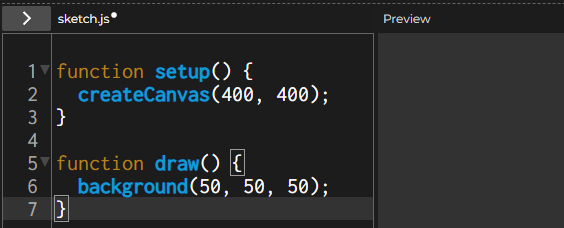 sketch.js Preview
1 function setup() {
2 createCanvas(400, 400);
3 }
4
5 function draw() {
6 background(50, 50, 50);
7 }